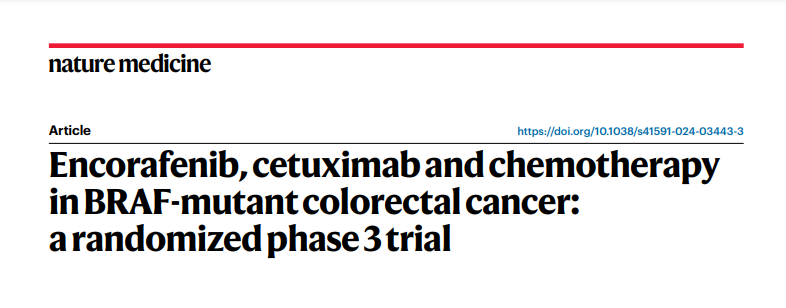 nature medicine
Article
https://doi.org/10.1038/s41591-024-03443-3
Encorafenib, cetuximab and chemotherapy
in BRAF-mutant colorectal cancer:
a randomized phase 3 trial